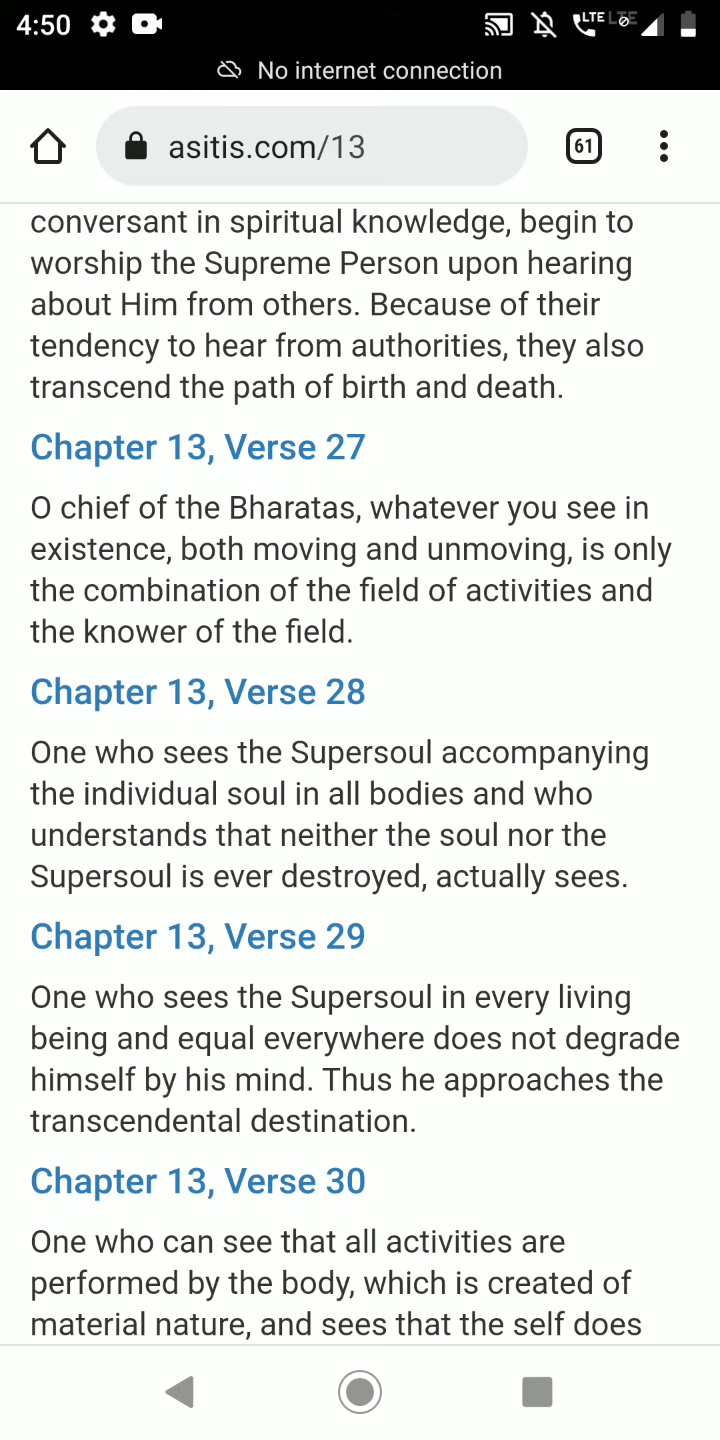 4:50 LTE LTE
No internet connection
asitis.com/13 61
conversant in spiritual knowledge, begin to
worship the Supreme Person upon hearing
about Him from others. Because of their
tendency to hear from authorities, they also
transcend the path of birth and death.
Chapter 13, Verse 27
O chief of the Bharatas, whatever you see in
existence, both moving and unmoving, is only
the combination of the field of activities and
the knower of the field.
Chapter 13, Verse 28
One who sees the Supersoul accompanying
the individual soul in all bodies and who
understands that neither the soul nor the
Supersoul is ever destroyed, actually sees.
Chapter 13, Verse 29
One who sees the Supersoul in every living
being and equal everywhere does not degrade
himself by his mind. Thus he approaches the
transcendental destination.
Chapter 13, Verse 30
One who can see that all activities are
performed by the body, which is created of
material nature, and sees that the self does